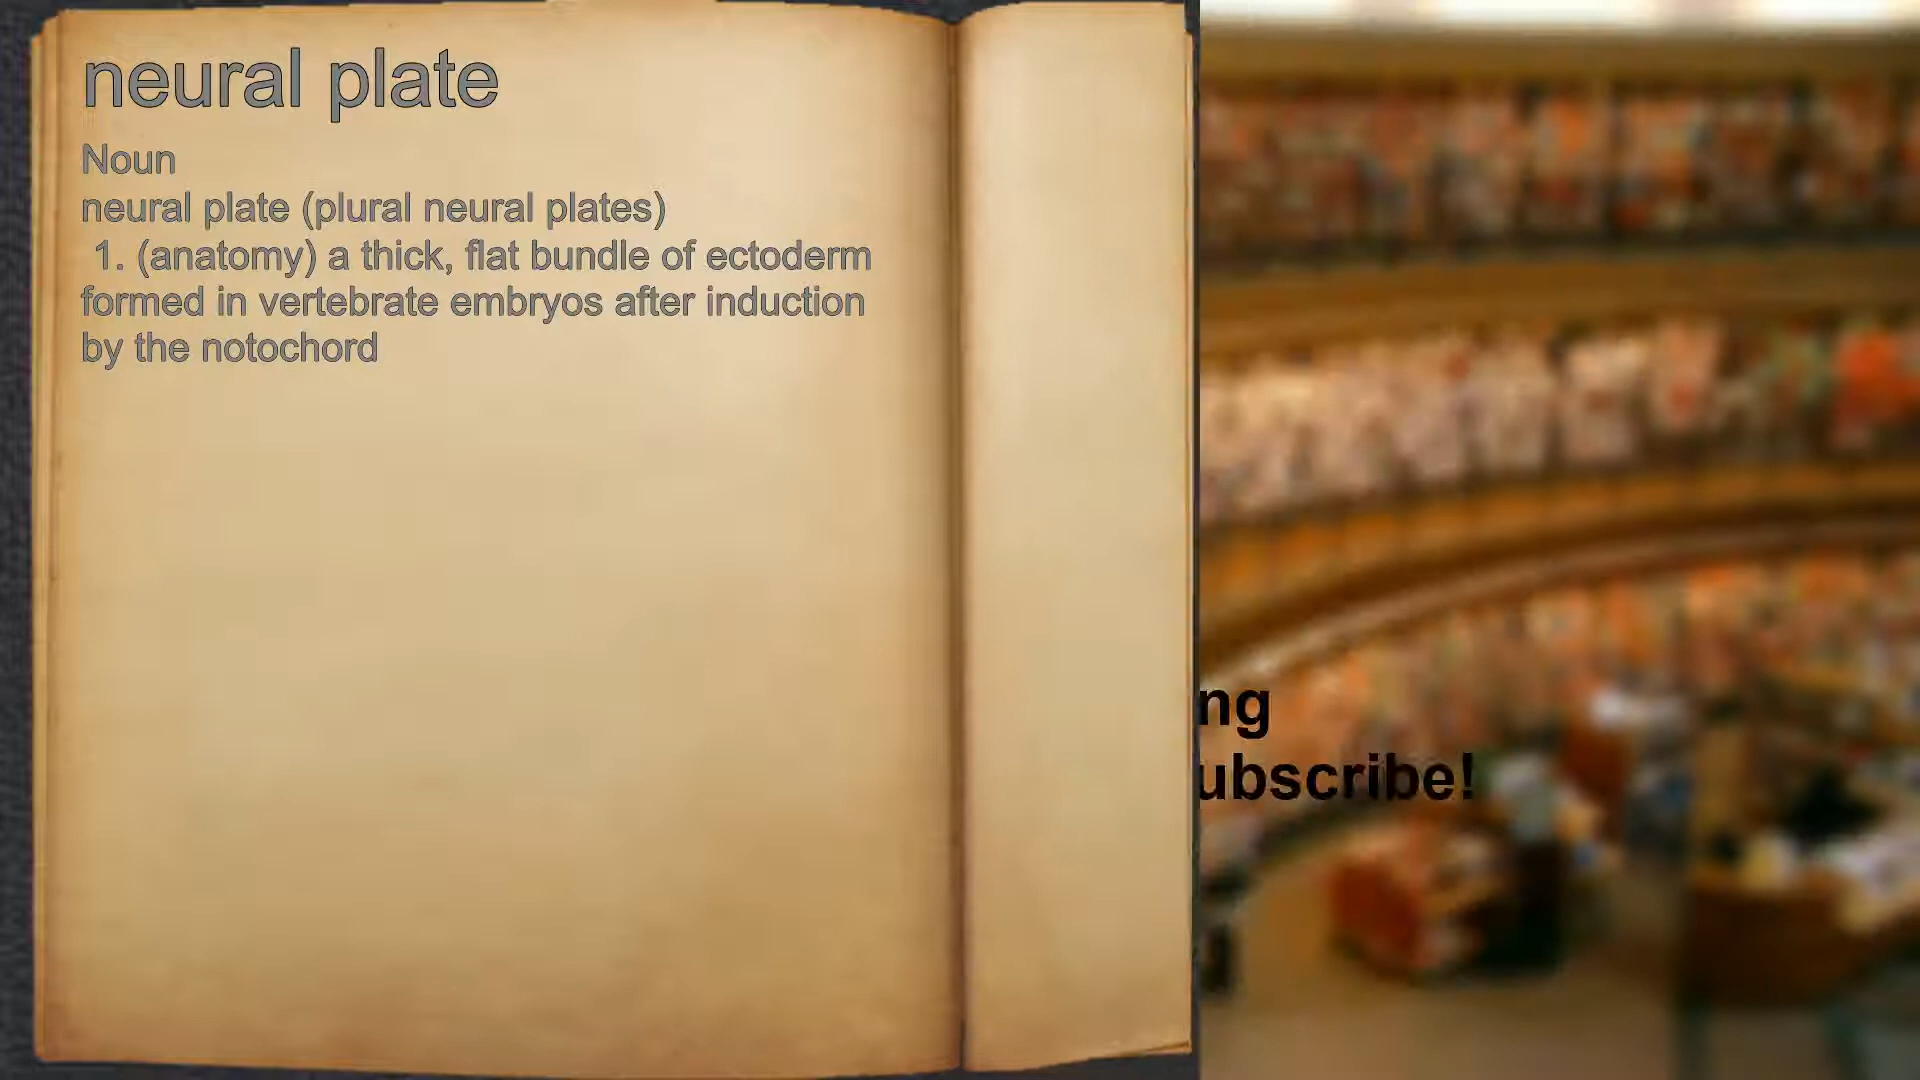 neural plate
Noun
neural plate (plural neural plates)
1. (anatomy) a thick, flat bundle of ectoderm
formed in vertebrate embryos after induction
by the notochord
ng
ubscribe!